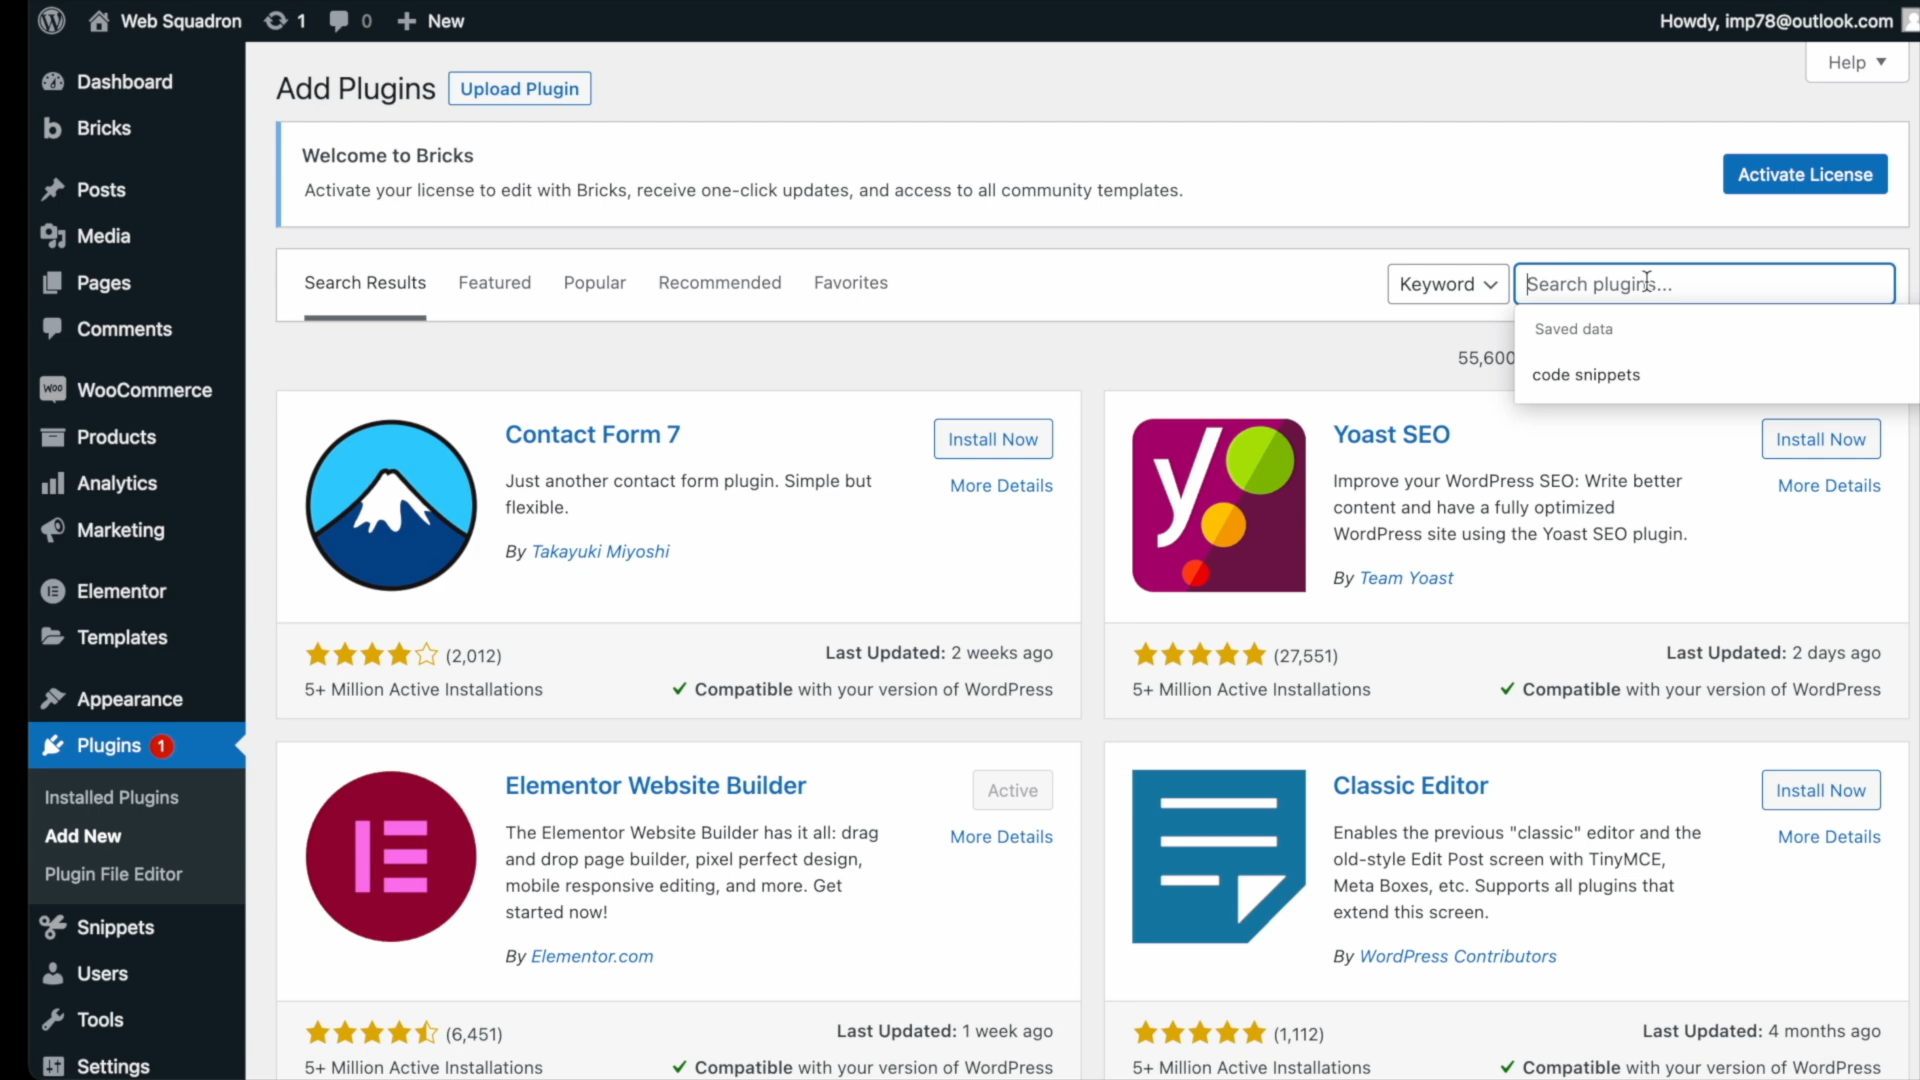 Web Squadron
1
0
New
Howdy, imp78@outlook.com
Dashboard
Bricks
Posts
Media
Pages
Comments
WOO
WooCommerce
Products
Analytics
Marketing
Elementor
Templates
Appearance
Plugins 1
Installed Plugins
Add New
Plugin File Editor
Snippets
Users
Tools
Settings
Help
Add Plugins
Upload Plugin
Welcome to Bricks
Activate your license to edit with Bricks, receive one-click updates, and access to all community templates.
Activate License
Search Results
Featured
Popular
Recommended
Favorites
Keyword
Search plugins...
Saved data
code snippets
55,600
Contact Form 7
Install Now
More Details
Just another contact form plugin. Simple but
flexible.
By Takayuki Miyoshi
(2,012)
Last Updated: 2 weeks ago
5+ Million Active Installations
Compatible with your version of WordPress
Yoast SEO
Install Now
More Details
Improve your WordPress SEO: Write better
content and have a fully optimized
WordPress site using the Yoast SEO plugin.
By Team Yoast
(27,551)
Last Updated: 2 days ago
5+ Million Active Installations
Compatible with your version of WordPress
Elementor Website Builder
Active
More Details
The Elementor Website Builder has it all: drag
and drop page builder, pixel perfect design,
mobile responsive editing, and more. Get
started now!
By Elementor.com
(6,451)
Last Updated: 1 week ago
5+ Million Active Installations
Compatible with your version of WordPress
Classic Editor
Install Now
More Details
Enables the previous "classic" editor and the
old-style Edit Post screen with TinyMCE,
Meta Boxes, etc. Supports all plugins that
extend this screen.
By WordPress Contributors
(1,112)
Last Updated: 4 months ago
5+ Million Active Installations
Compatible with your version of WordPress